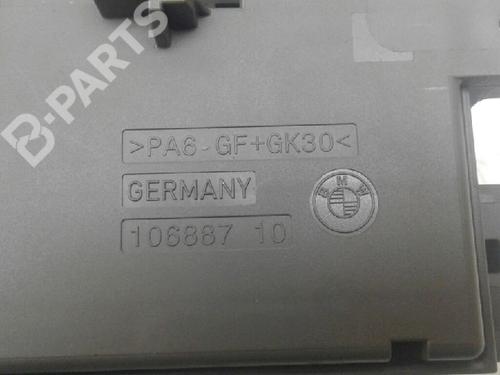 B-PARTS
>PA6-GF+GK30<
GERMANY
BMW
106887 10